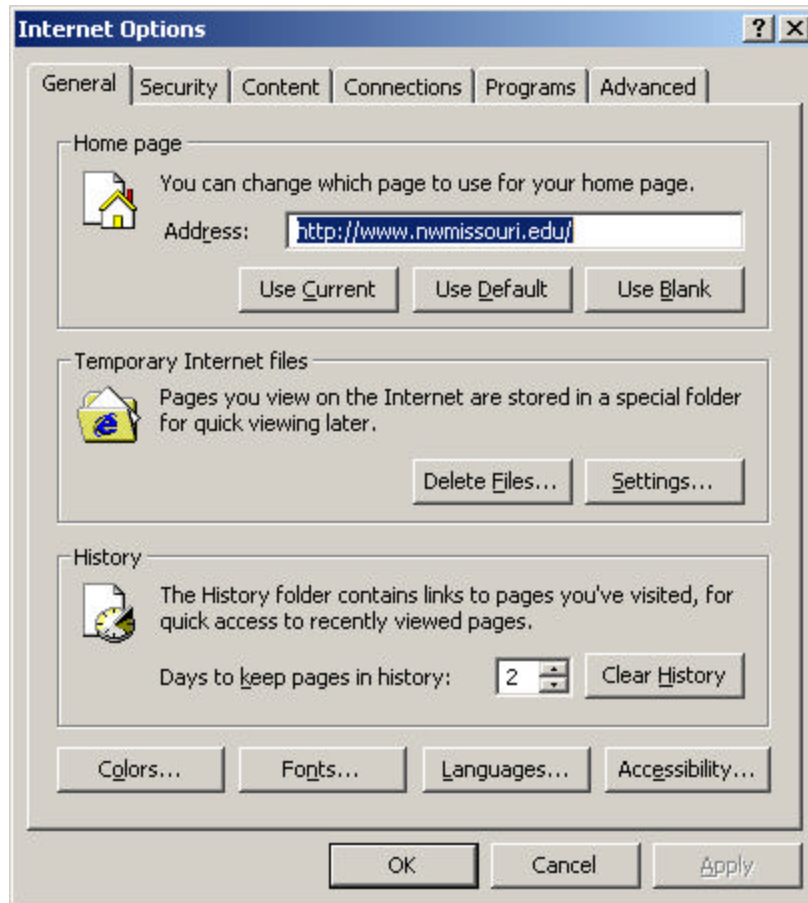 Internet Options
General Security Content Connections Programs Advanced
Home page
You can change which page to use for your home page.
Address: http://www.nwmissouri.edu/
Use Current Use Default Use Blank
Temporary Internet files
Pages you view on the Internet are stored in a special folder
for quick viewing later.
Delete Files... Settings...
History
The History folder contains links to pages you've visited, for
quick access to recently viewed pages.
Days to keep pages in history: 2 Clear History
Colors... Fonts... Languages... Accessibility...
OK Cancel Apply